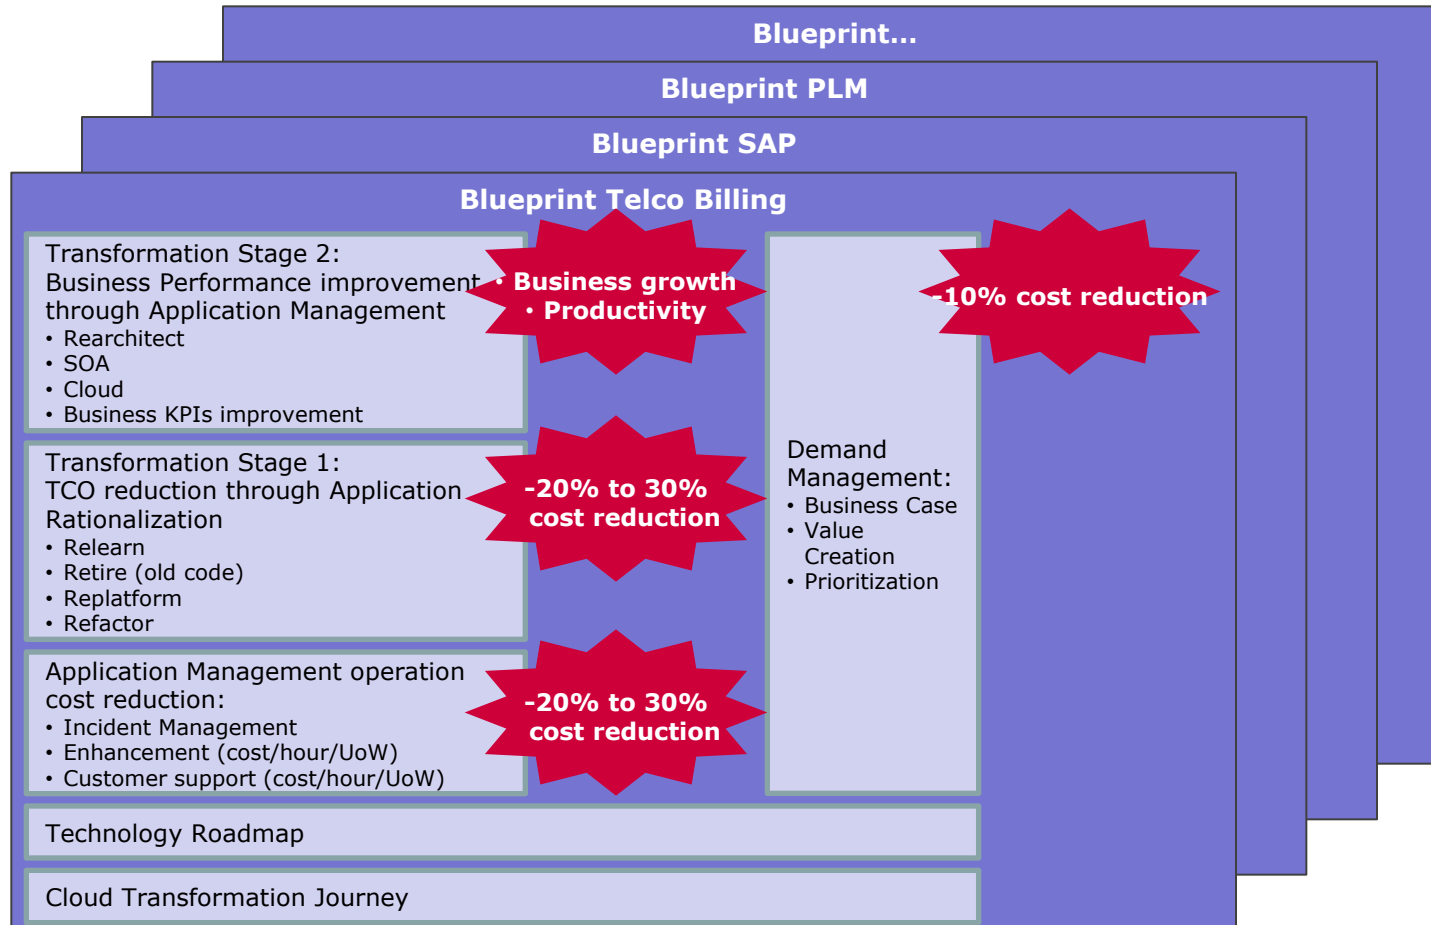 Blueprint...
Blueprint PLM
Blueprint SAP
Blueprint Telco Billing
Transformation Stage 2:
Business Performance improvement
through Application Management
• Rearchitect
• SOA
• Cloud
• Business KPIs improvement
• Business growth
• Productivity
-10% cost reduction
Transformation Stage 1:
TCO reduction through Application
Rationalization
• Relearn
• Retire (old code)
• Replatform
• Refactor
-20% to 30%
cost reduction
Demand
Management:
• Business Case
• Value
Creation
• Prioritization
Application Management operation
cost reduction:
• Incident Management
• Enhancement (cost/hour/UoW)
• Customer support (cost/hour/UoW)
-20% to 30%
cost reduction
Technology Roadmap
Cloud Transformation Journey